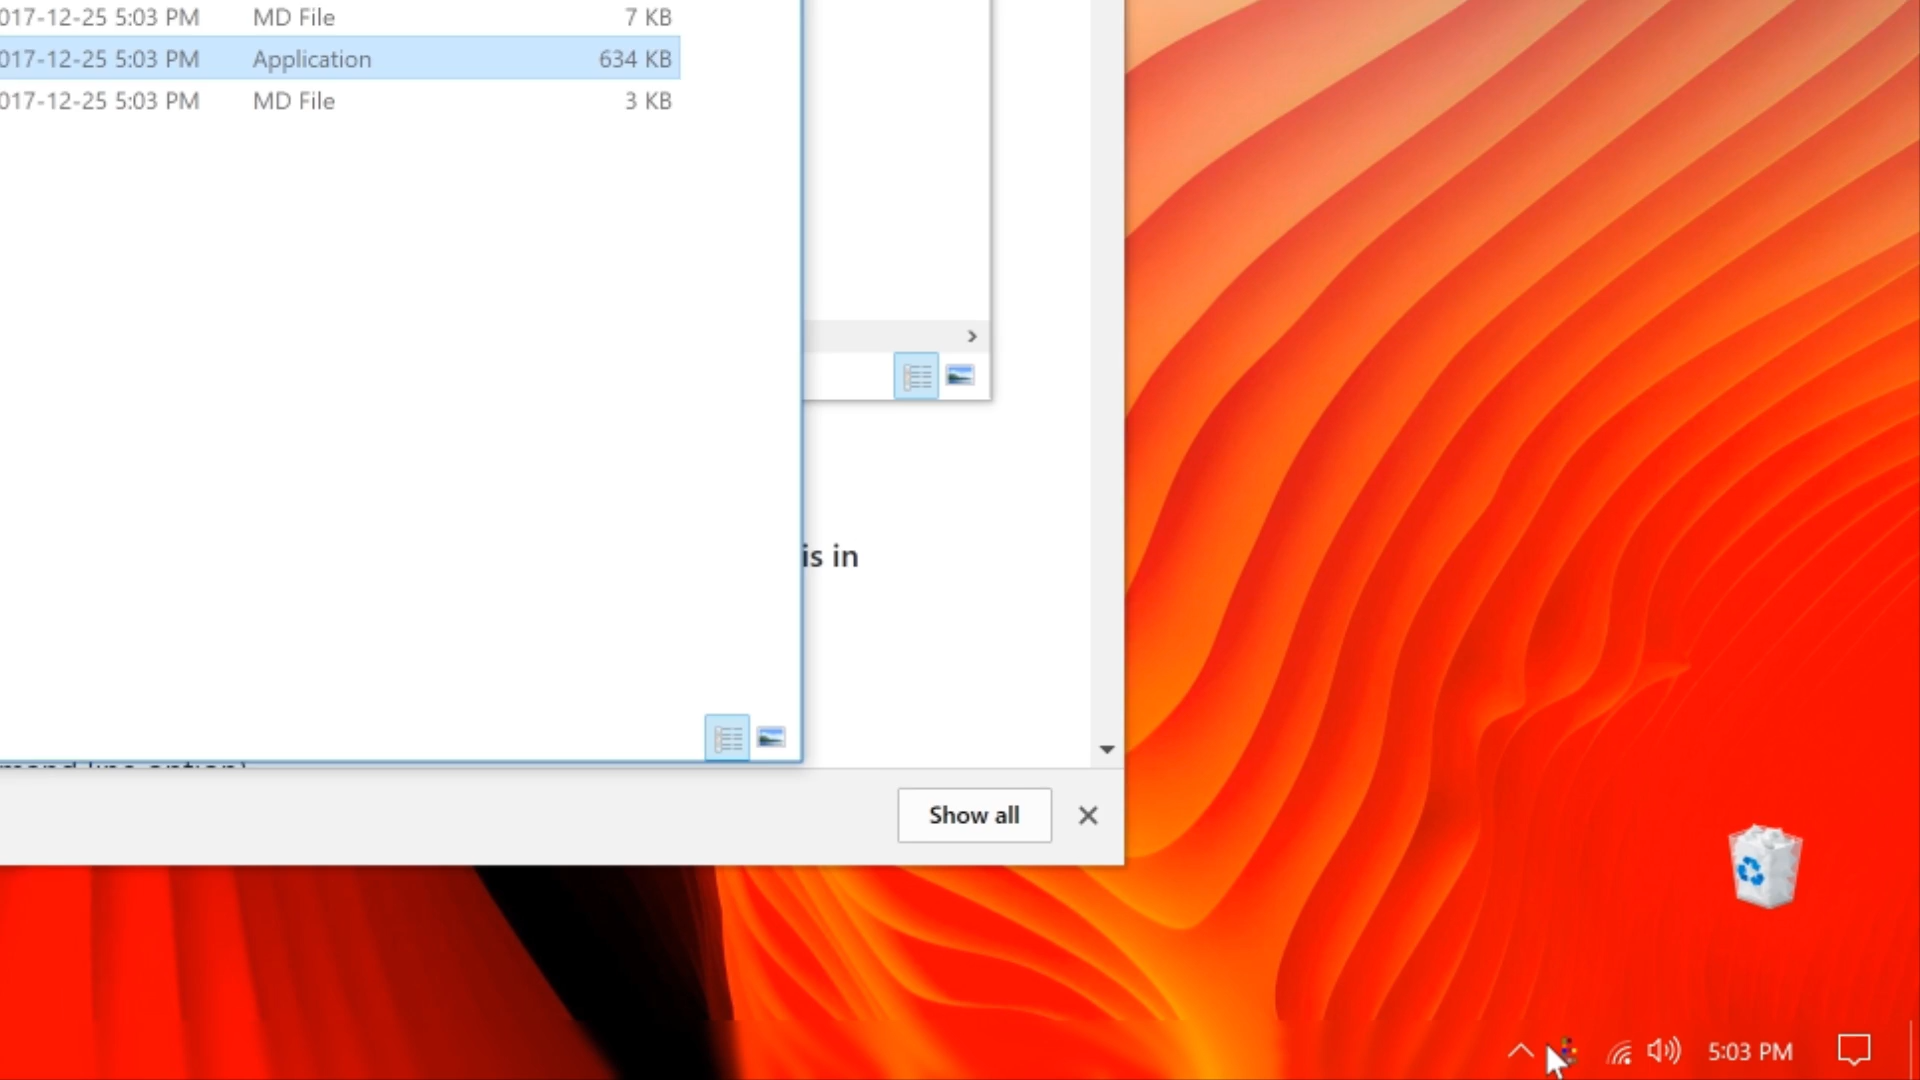 017-12-25 5:03 PM MD File 7 KB
017-12-25 5:03 PM Application 634 KB
017-12-25 5:03 PM MD File 3 KB
is in
Show all
5:03 PM